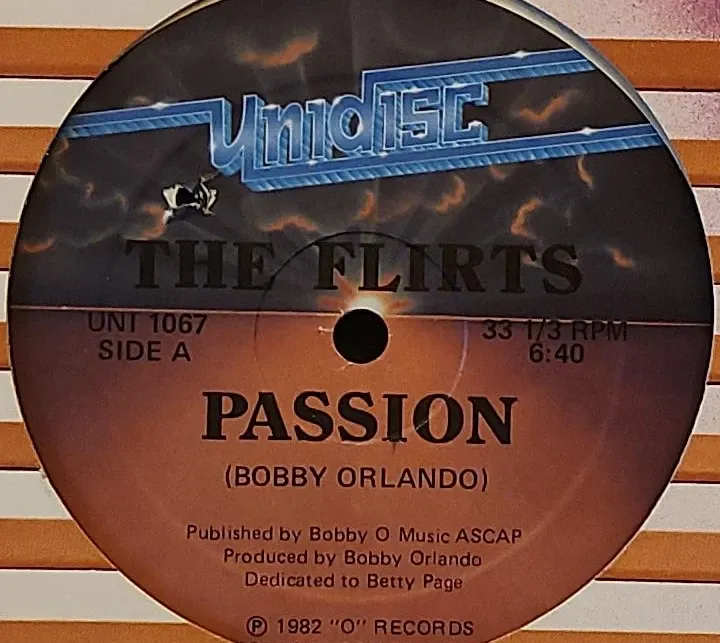 Unidisc
THE FLIRTS
UNI 1067
33 1/3 RPM
SIDE A
6:40
PASSION
(BOBBY ORLANDO)
Published by Bobby O Music ASCAP
Produced by Bobby Orlando
Dedicated to Betty Page
Ⓟ 1982 "O" RECORDS